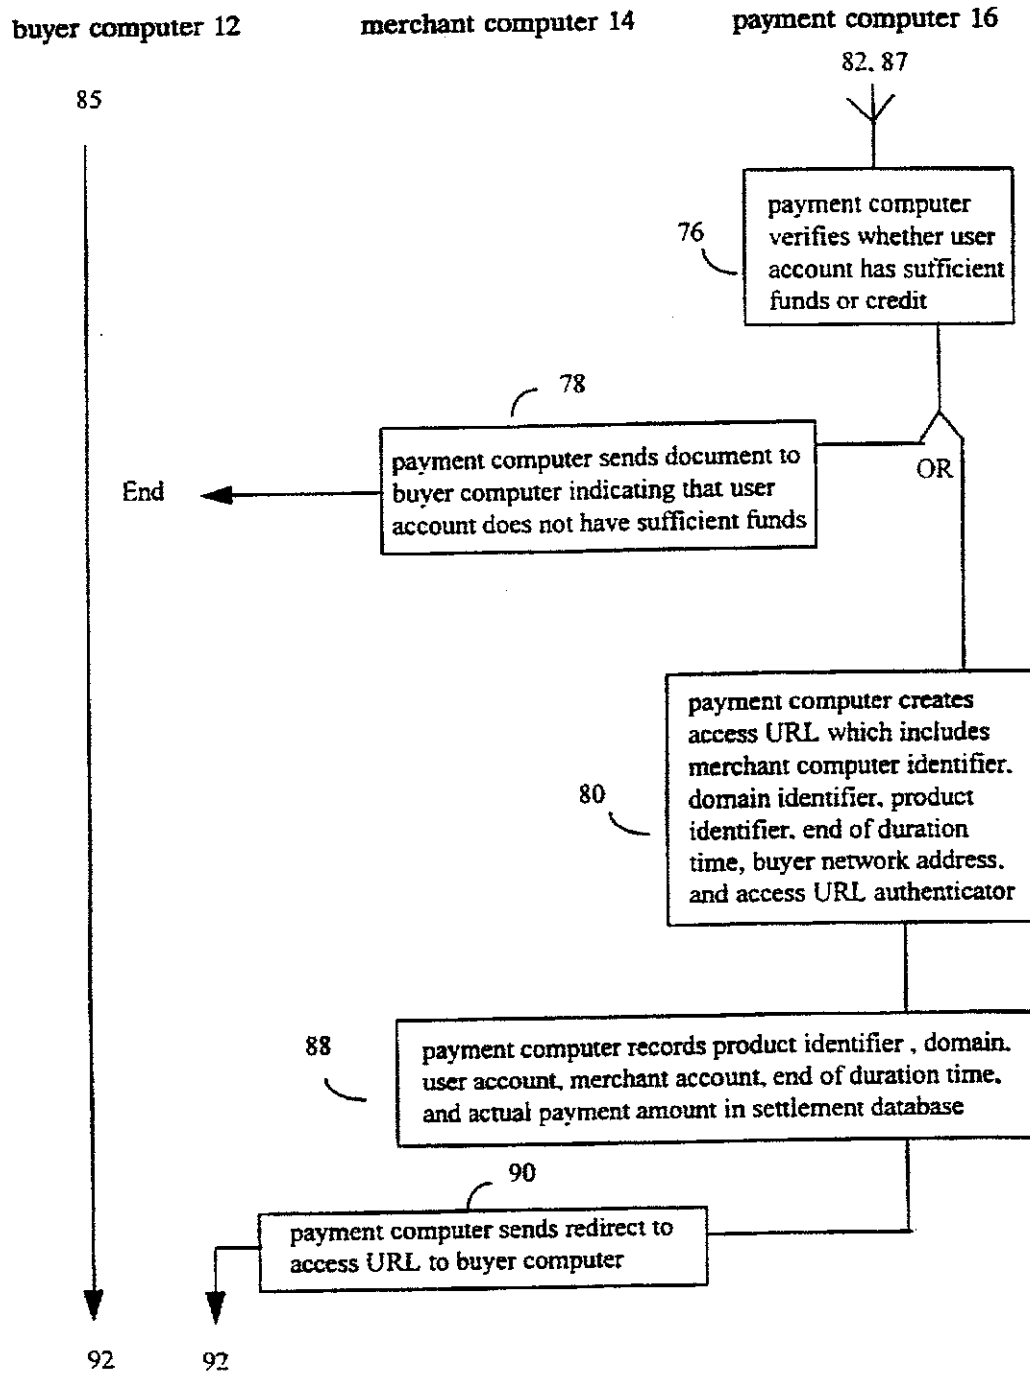 buyer computer 12
merchant computer 14
payment computer 16
82. 87
85
payment computer
verifies whether user
account has sufficient
funds or credit
76
78
payment computer sends document to
buyer computer indicating that user
account does not have sufficient funds
End
OR
payment computer creates
access URL which includes
merchant computer identifier.
domain identifier. product
identifier. end of duration
time, buyer network address.
and access URL authenticator
80
88
payment computer records product identifier , domain.
user account, merchant account, end of duration time.
and actual payment amount in settlement database
90
payment computer sends redirect to
access URL to buyer computer
92
92